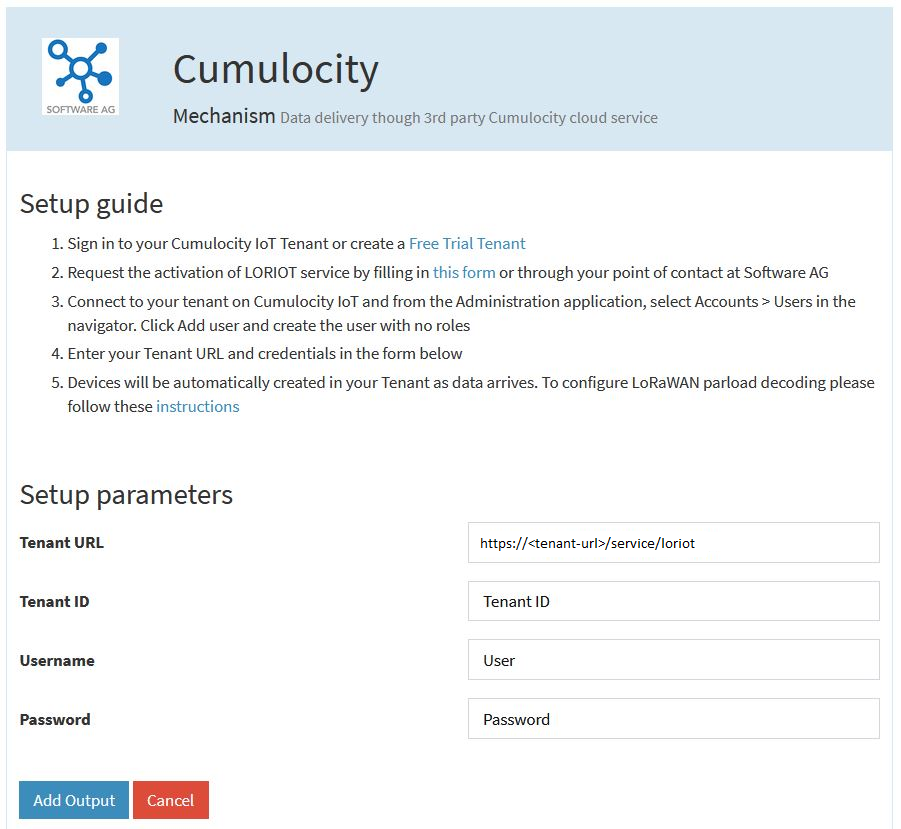 SOFTWARE AG
Cumulocity
Mechanism Data delivery though 3rd party Cumulocity cloud service
Setup guide
1. Sign in to your Cumulocity IoT Tenant or create a Free Trial Tenant
2. Request the activation of LORIOT service by filling in this form or through your point of contact at Software AG
3. Connect to your tenant on Cumulocity IoT and from the Administration application, select Accounts > Users in the
navigator. Click Add user and create the user with no roles
4. Enter your Tenant URL and credentials in the form below
5. Devices will be automatically created in your Tenant as data arrives. To configure LoRaWAN parload decoding please
follow these instructions
Setup parameters
Tenant URL
https://<tenant-url>/service/loriot
Tenant ID
Tenant ID
Username
User
Password
Password
Add Output Cancel